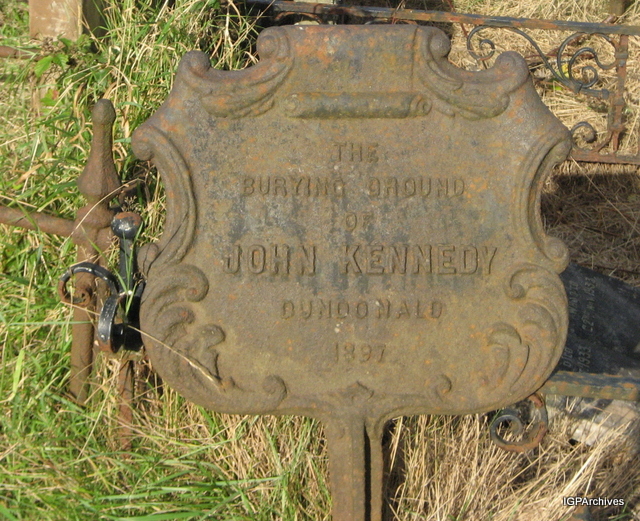 THE
BURYING GROUND
OF
JOHN KENNEDY
DUNDONALD
1897
IGPArchives